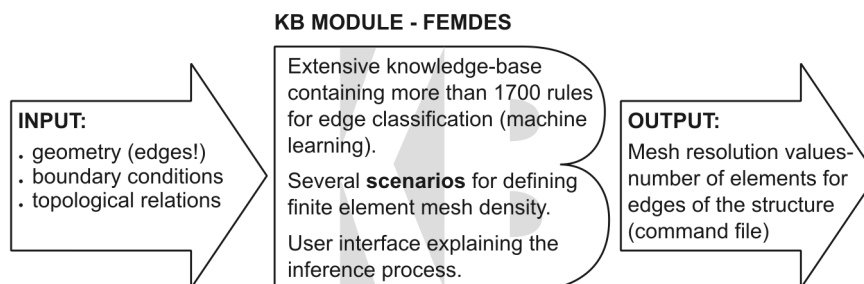 KB MODULE - FEMDES
INPUT:
. geometry (edges!)
. boundary conditions
. topological relations
Extensive knowledge-base
containing more than 1700 rules
for edge classification (machine
learning).
Several scenarios for defining
finite element mesh density.
User interface explaining the
inference process.
OUTPUT:
Mesh resolution values-
number of elements for
edges of the structure
(command file)
KB